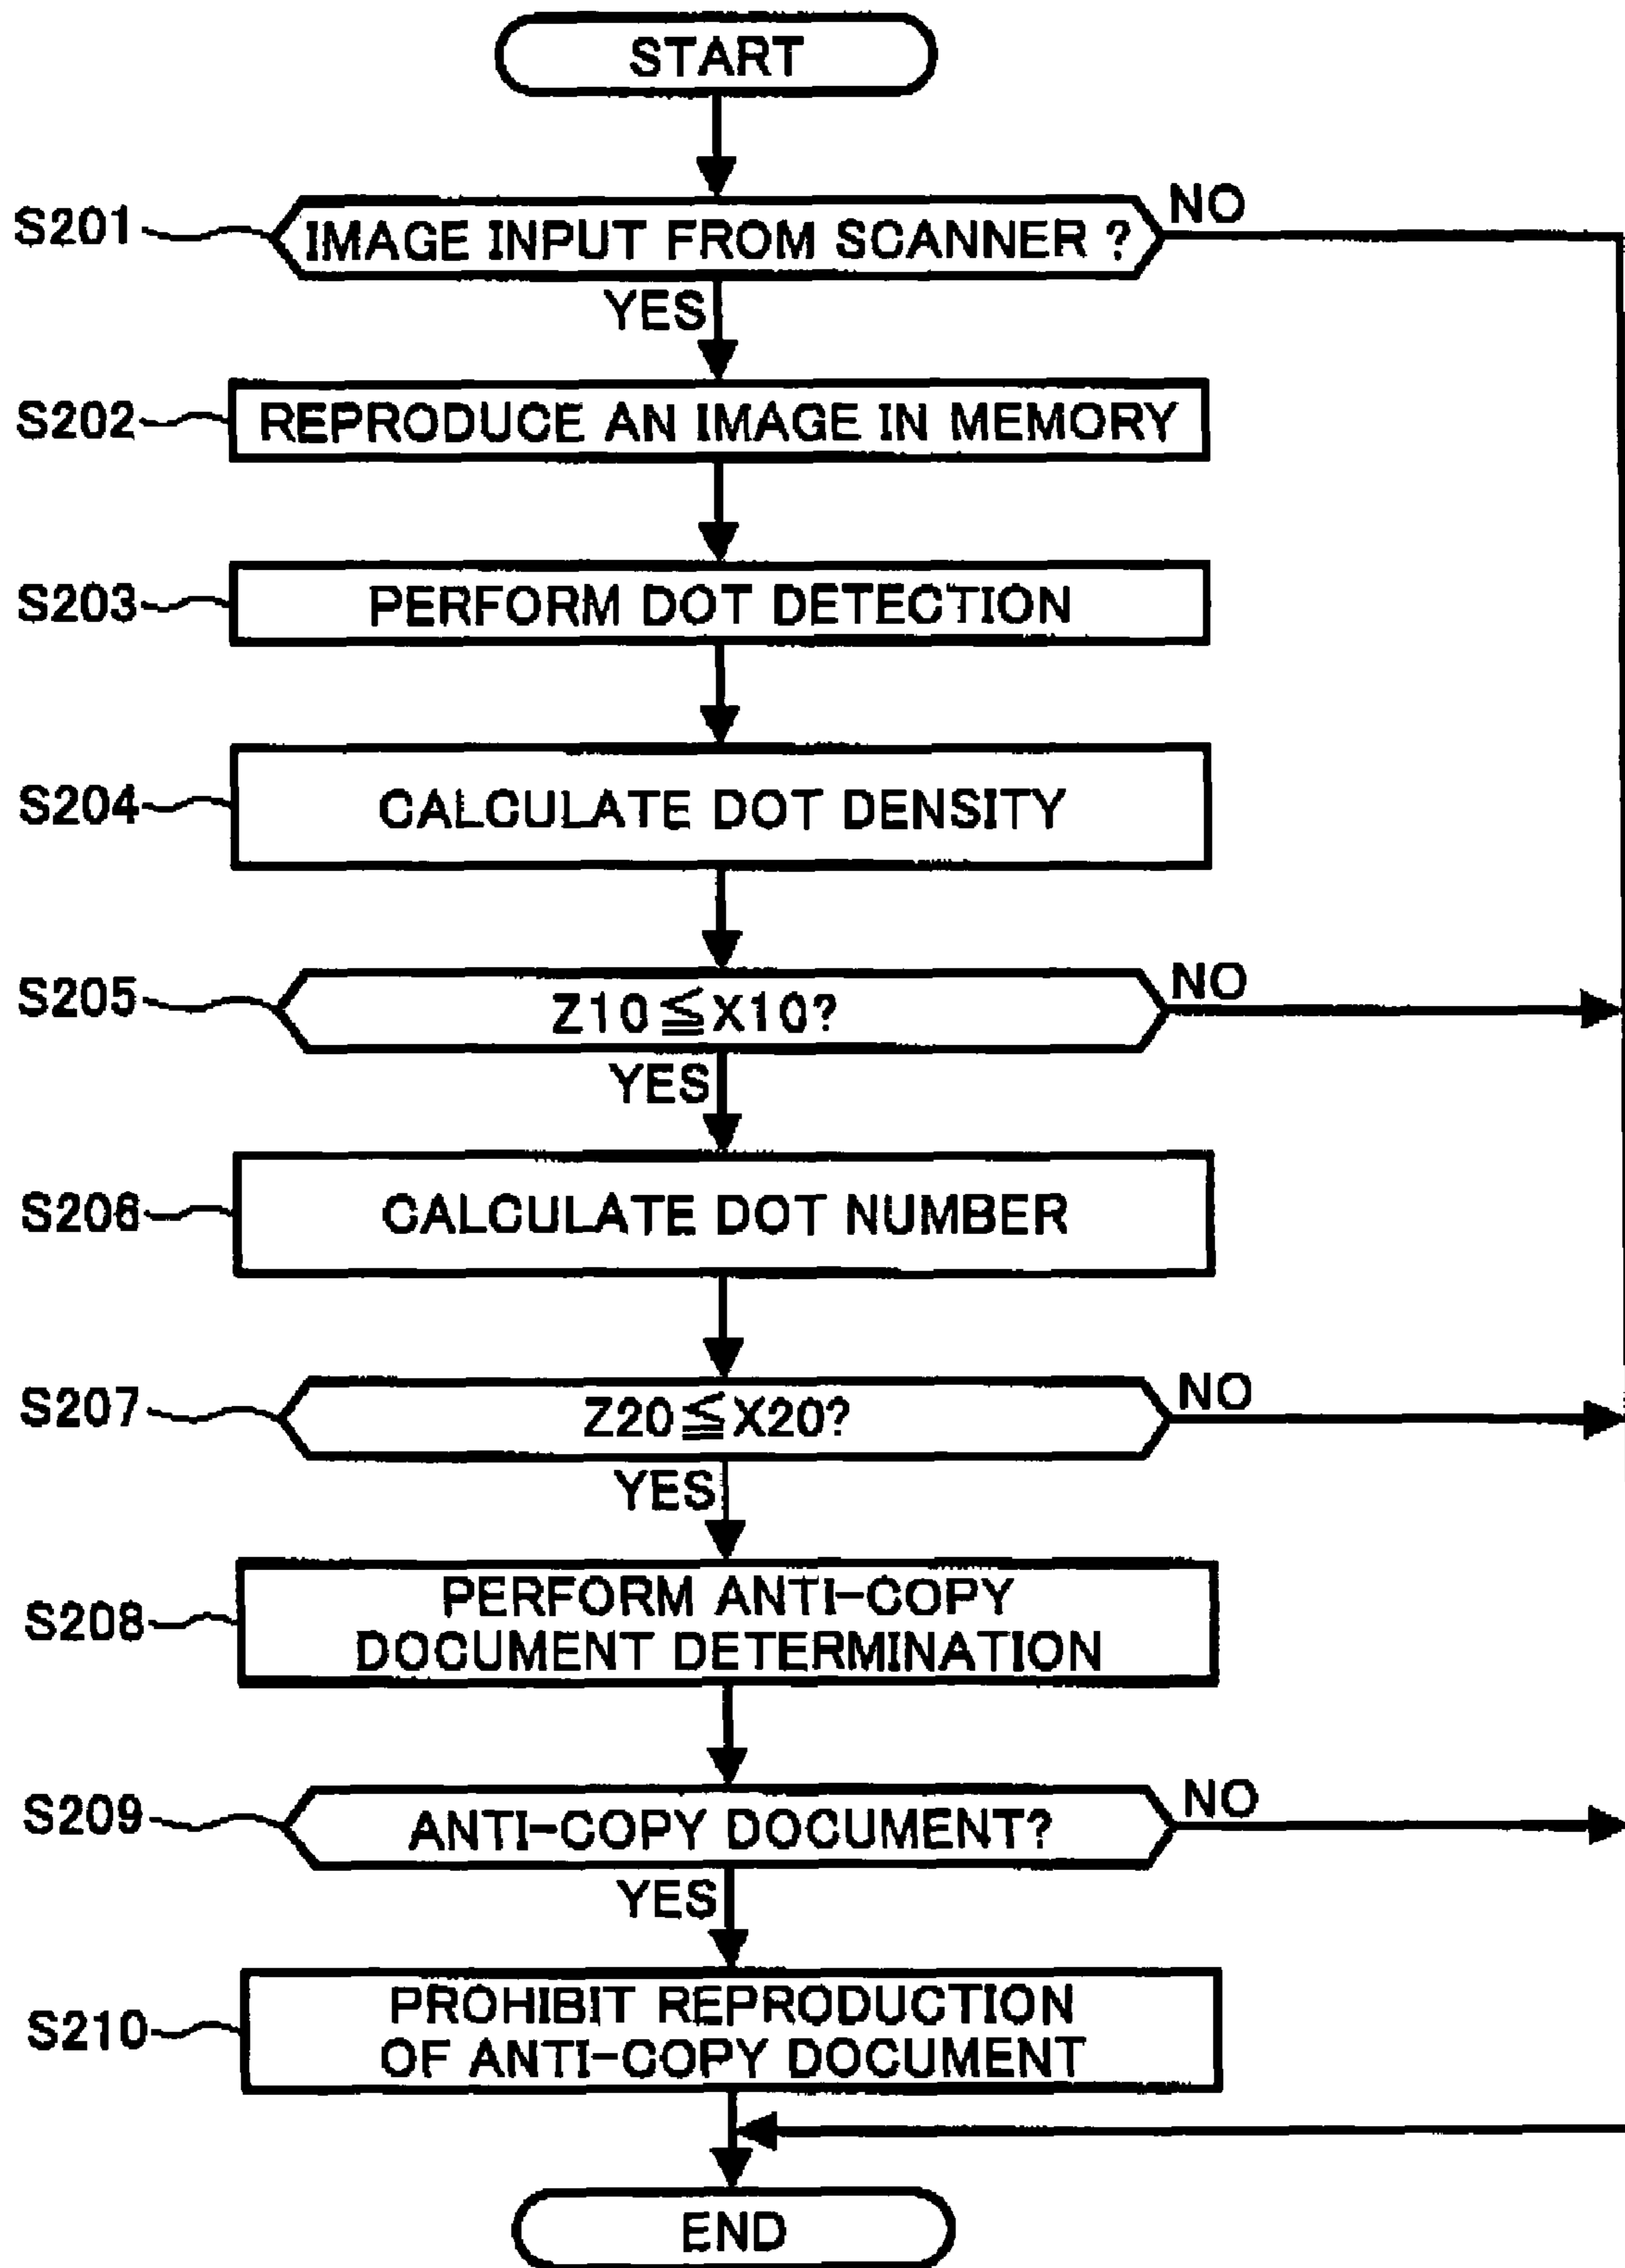 START
S201
IMAGE INPUT FROM SCANNER ?
NO
YES
S202
REPRODUCE AN IMAGE IN MEMORY
S203
PERFORM DOT DETECTION
S204
CALCULATE DOT DENSITY
S205
Z10≦X10?
NO
YES
S206
CALCULATE DOT NUMBER
S207
Z20≦X20?
NO
YES
S208
PERFORM ANTI-COPY
DOCUMENT DETERMINATION
S209
ANTI-COPY DOCUMENT?
NO
YES
S210
PROHIBIT REPRODUCTION
OF ANTI-COPY DOCUMENT
END